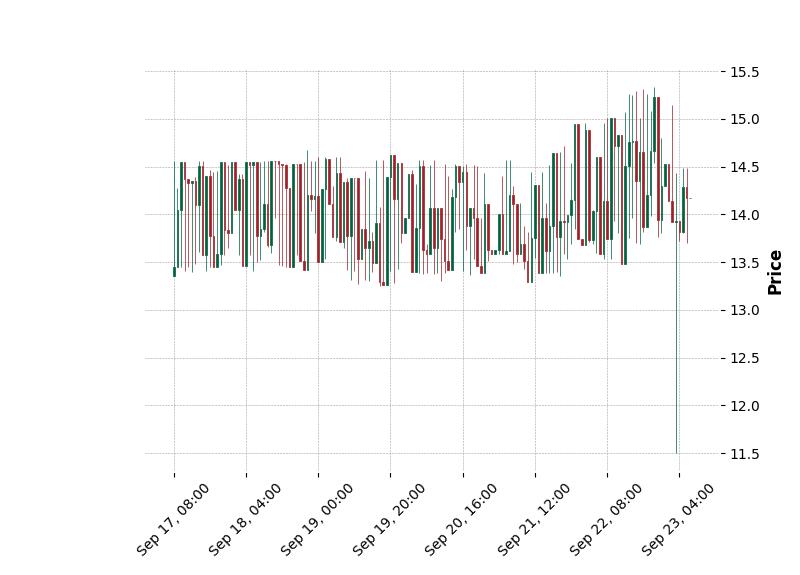 15.5
15.0
14.5
14.0
13.5
13.0
12.5
12.0
11.5
Price
Sep 17, 08:00
Sep 18, 04:00
Sep 19, 00:00
Sep 19, 20:00
Sep 20, 16:00
Sep 21, 12:00
Sep 22, 08:00
Sep 23, 04:00